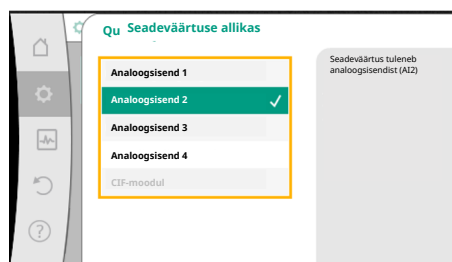 Qu Seadeväärtuse allikas
Analoogsisend 1
Analoogsisend 2
Analoogsisend 3
Analoogsisend 4
CIF-moodul
Seadeväärtus tuleneb
analoogsisendist (AI2)
?